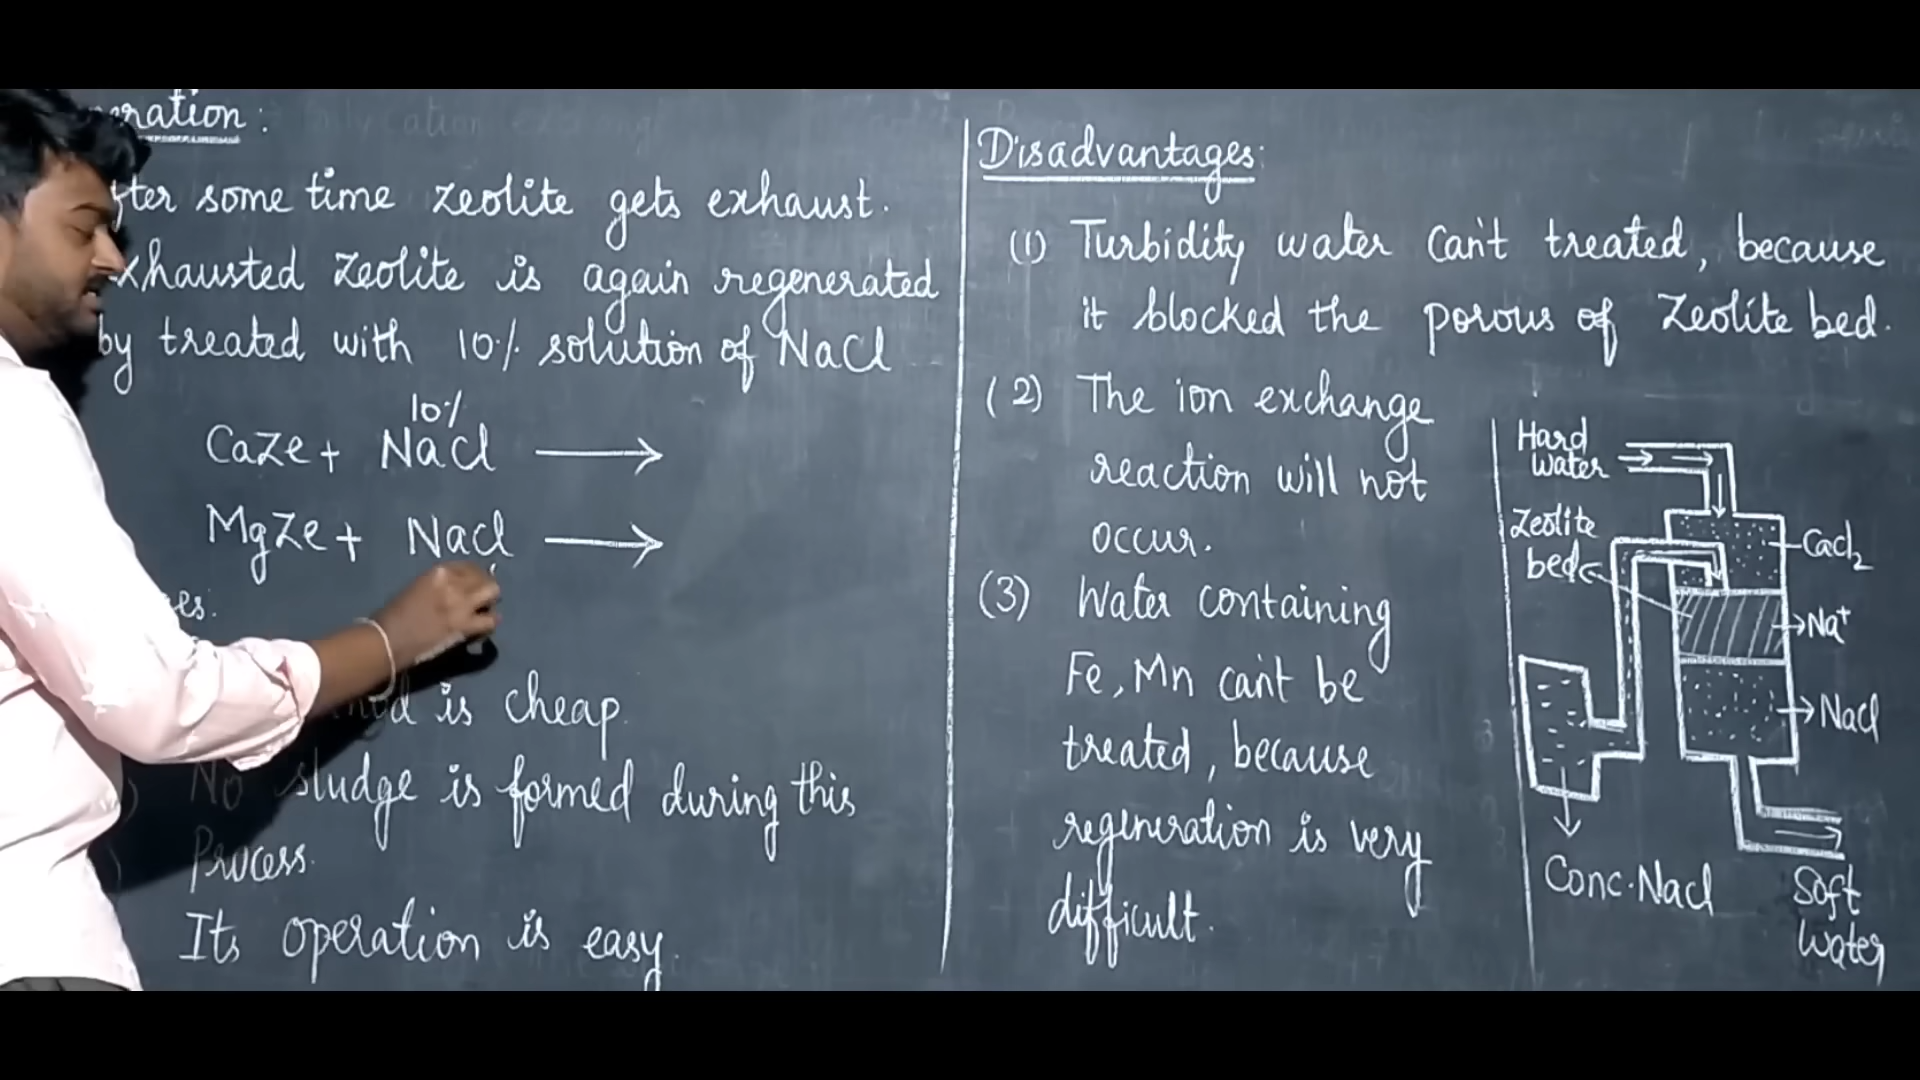 eration:
fter some time zeolite gets exhaust.
xhausted zeolite is again regenerated
by treated with 10% solution of NaCl
10%
CaZe + NaCl →
MgZe + Nacl →
es:
is cheap
No sludge is formed during this
Process.
Its operation is easy.
Disadvantages:
(1) Turbidity water can't treated, because
it blocked the porous of Zeolite bed.
(2) The ion exchange
reaction will not
occur.
(3) Water containing
Fe, Mn can't be
treated, because
regeneration is very
difficult.
Hard
water
Zeolite
bed
Cacl₂
Na⁺
Nacl
Conc. Nacl
Soft
water